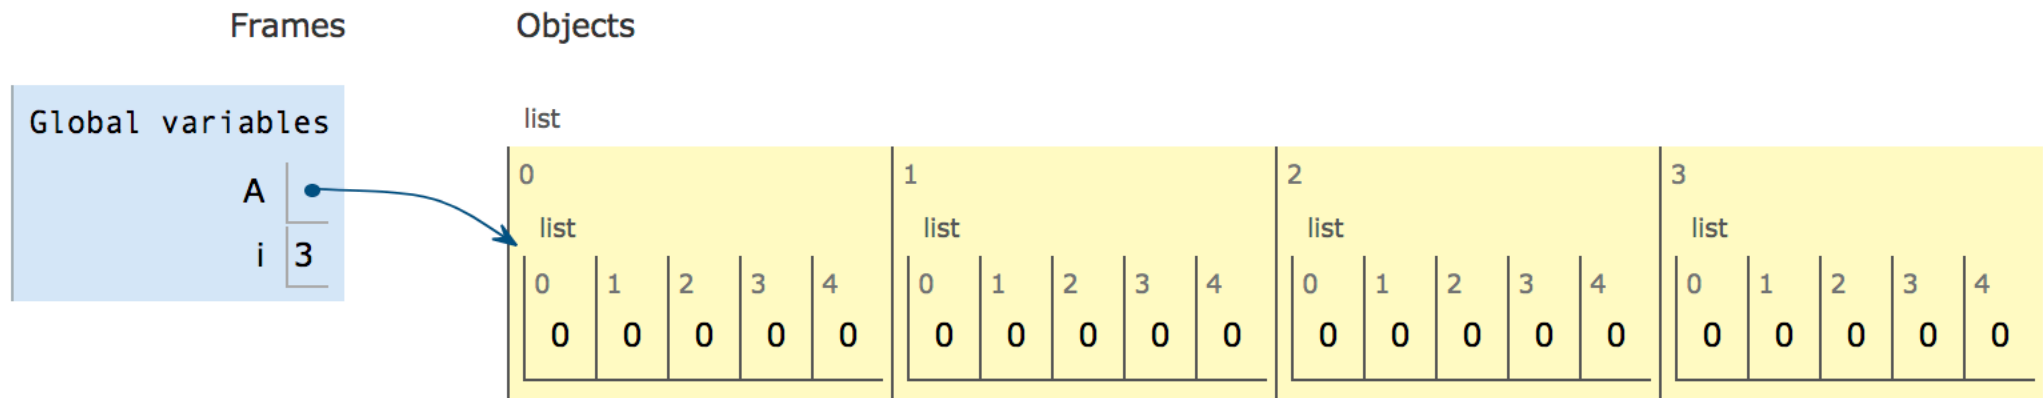 Frames Objects
Global variables
list
A
0 1 2 3
list list list list
i 3
0 1 2 3 4 0 1 2 3 4 0 1 2 3 4 0 1 2 3 4
0 0 0 0 0 0 0 0 0 0 0 0 0 0 0 0 0 0 0 0